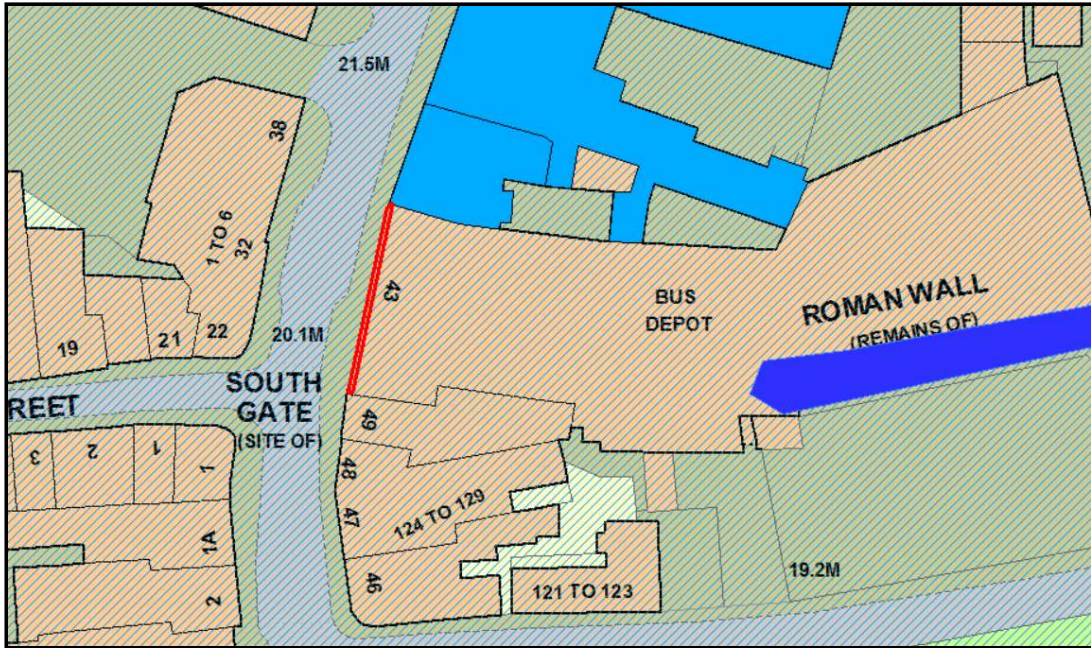 21.5M
38
1 TO 6
32
43
BUS
DEPOT
ROMAN WALL
(REMAINS OF)
19
21
22
20.1M
SOUTH
GATE
(SITE OF)
REET
49
3
2
1
1
48
124 TO 129
47
1A
46
2
121 TO 123
19.2M